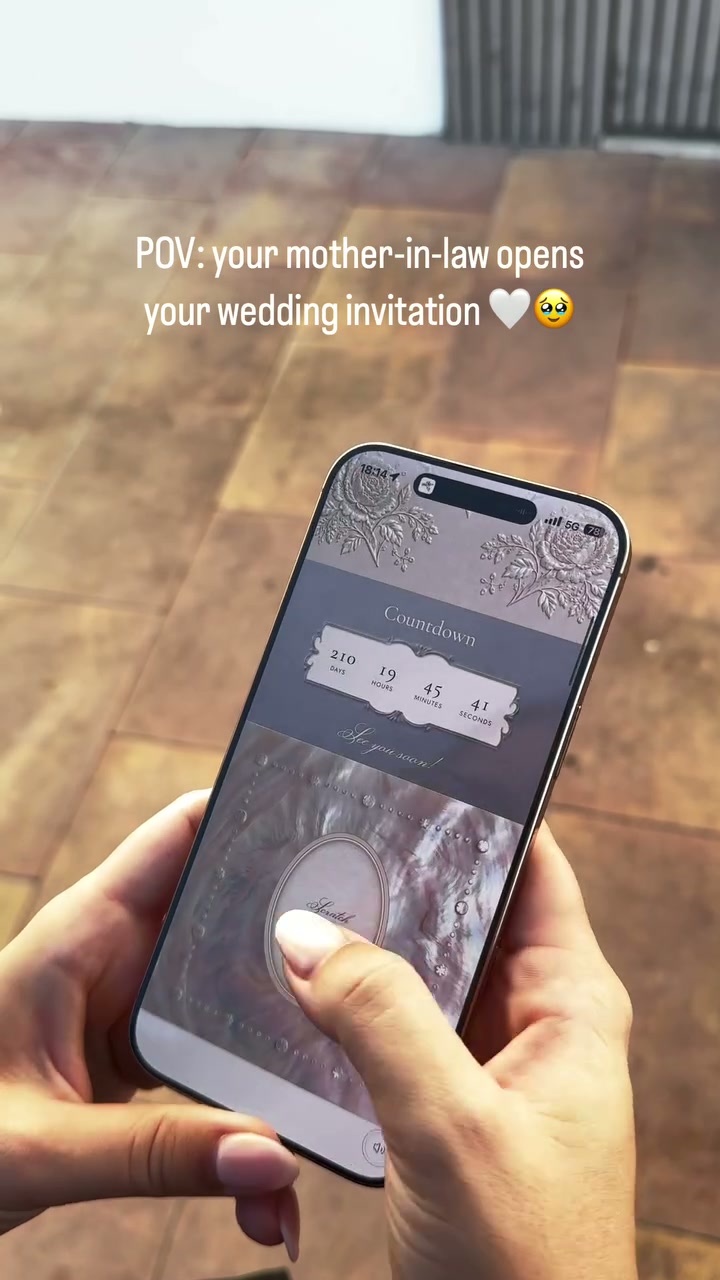 POV: your mother-in-law opens
your wedding invitation 🤍🥹
18:14
5G 78
Countdown
210 19 45 41
DAYS HOURS MINUTES SECONDS
See you soon!
Scratch